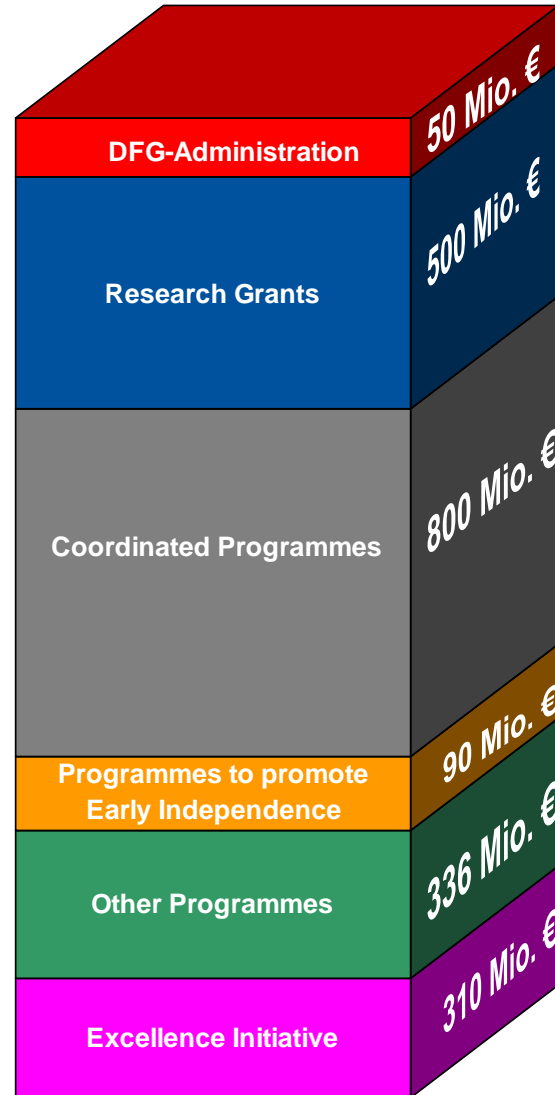 DFG-Administration
50 Mio. €
Research Grants
500 Mio. €
Coordinated Programmes
800 Mio. €
Programmes to promote
Early Independence
90 Mio. €
Other Programmes
336 Mio. €
Excellence Initiative
310 Mio. €